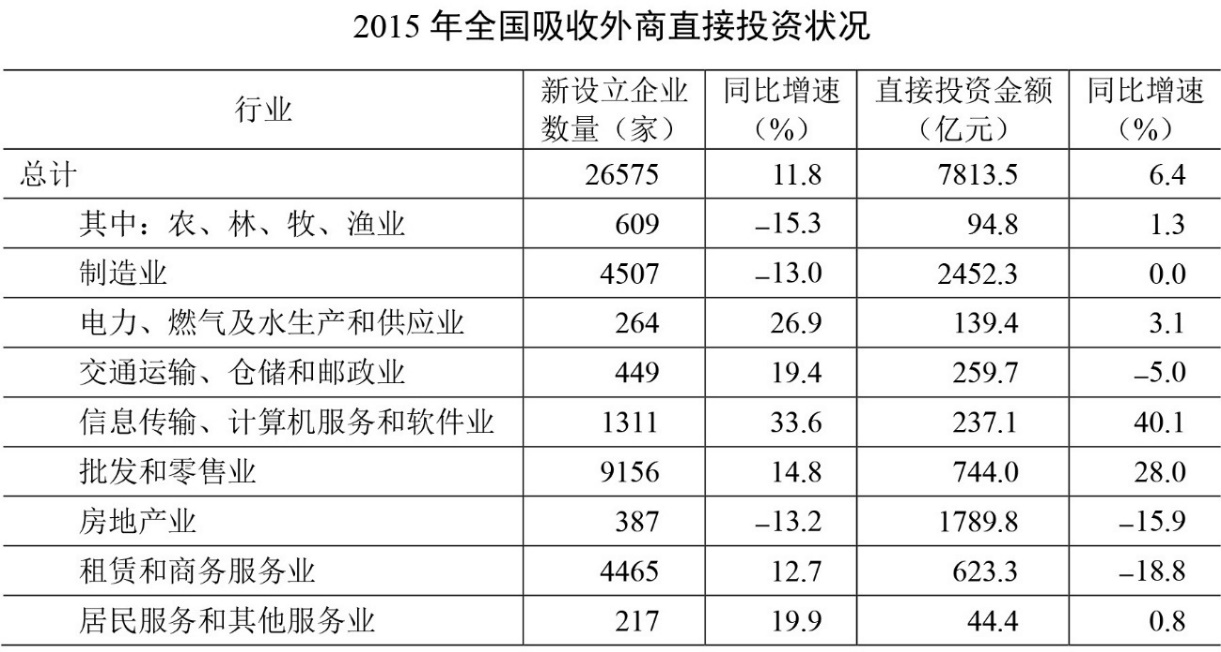 2015 年全国吸收外商直接投资状况
行业 新设立企业数量（家） 同比增速（%） 直接投资金额（亿元） 同比增速（%）
总计 26575 11.8 7813.5 6.4
其中：农、林、牧、渔业 609 –15.3 94.8 1.3
制造业 4507 –13.0 2452.3 0.0
电力、燃气及水生产和供应业 264 26.9 139.4 3.1
交通运输、仓储和邮政业 449 19.4 259.7 –5.0
信息传输、计算机服务和软件业 1311 33.6 237.1 40.1
批发和零售业 9156 14.8 744.0 28.0
房地产业 387 –13.2 1789.8 –15.9
租赁和商务服务业 4465 12.7 623.3 –18.8
居民服务和其他服务业 217 19.9 44.4 0.8